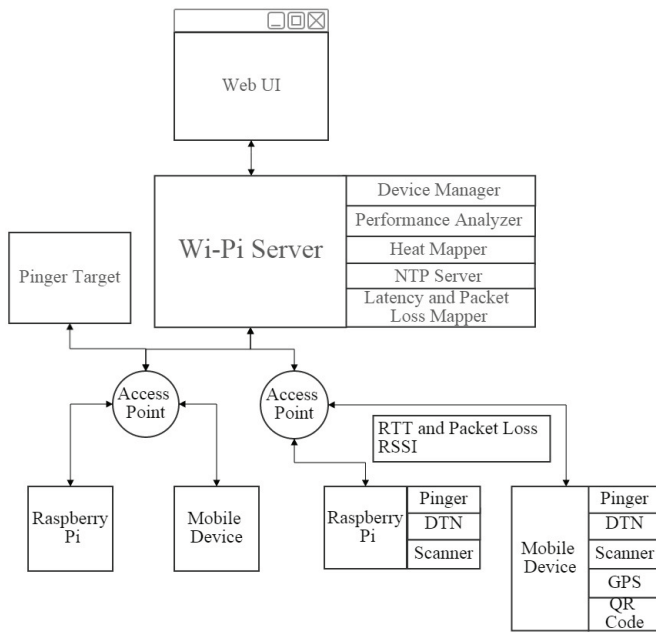 Web UI
Wi-Pi Server
Device Manager
Performance Analyzer
Heat Mapper
NTP Server
Latency and Packet
Loss Mapper
Pinger Target
Access
Point
Access
Point
RTT and Packet Loss
RSSI
Raspberry
Pi
Mobile
Device
Raspberry
Pi
Pinger
DTN
Scanner
Mobile
Device
Pinger
DTN
Scanner
GPS
QR
Code